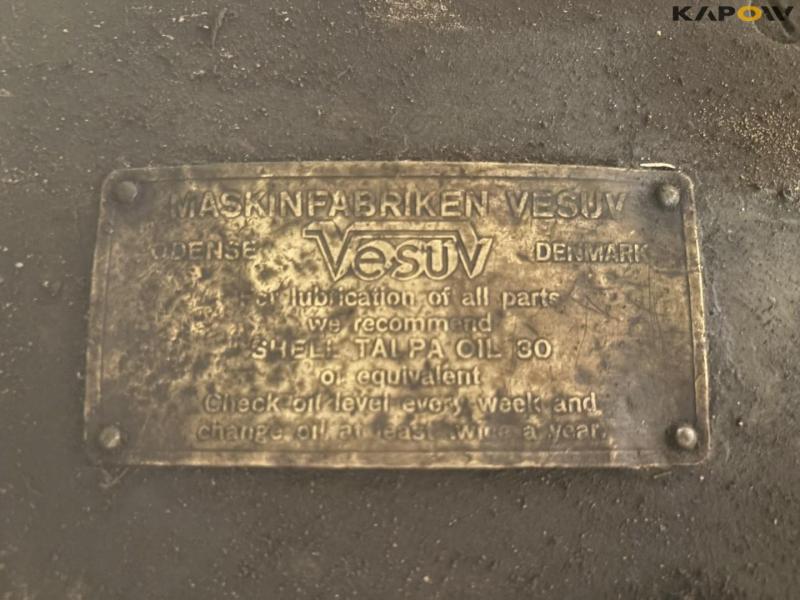 KAPOW
MASKINFABRIKEN VESUV
ODENSE VesuV DENMARK
For lubrication of all parts
we recommend
SHELL TALPA OIL 30
or equivalent
Check oil level every week and
change oil at least twice a year.